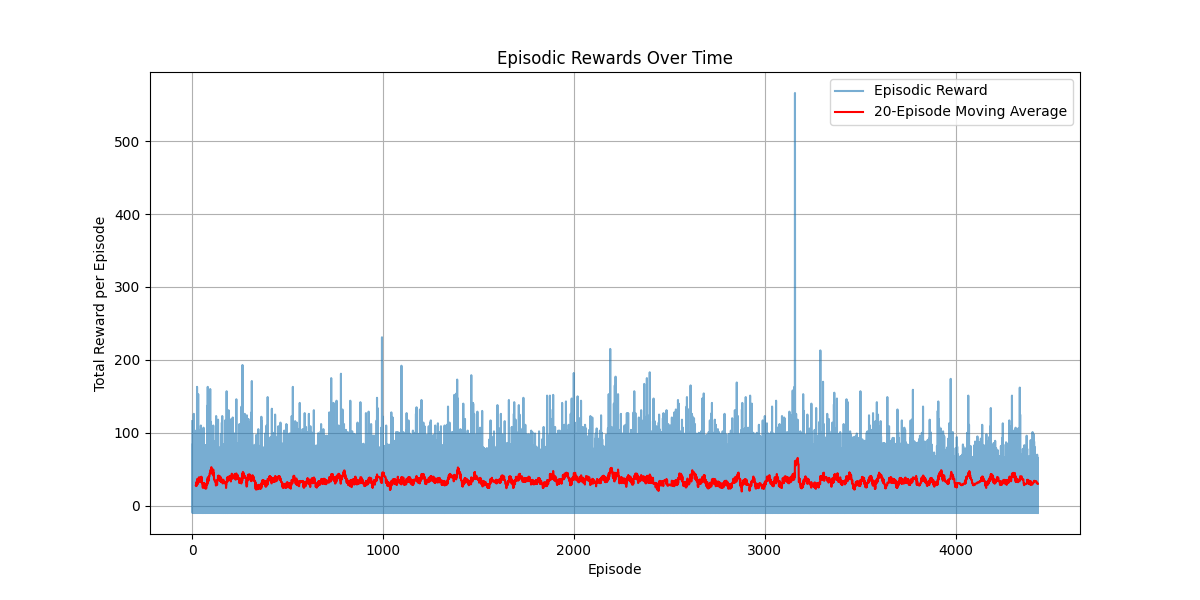 Episodic Rewards Over Time
Episodic Reward
20-Episode Moving Average
Total Reward per Episode
500
400
300
200
100
0
0
1000
2000
3000
4000
Episode